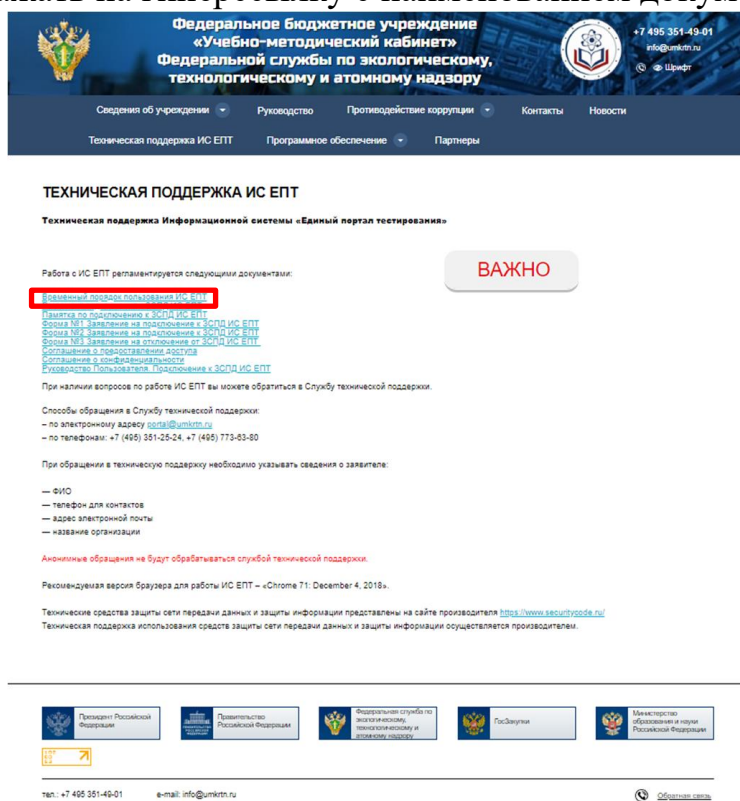 жать на гиперссылку с наименованием докум
Федеральное бюджетное учреждение
«Учебно-методический кабинет»
Федеральной службы по экологическому,
технологическому и атомному надзору
+7 495 351-49-01
info@umkrtn.ru
Шрифт
Сведения об учреждении
Руководство
Противодействие коррупции
Контакты
Новости
Техническая поддержка ИС ЕПТ
Программное обеспечение
Партнеры
ТЕХНИЧЕСКАЯ ПОДДЕРЖКА ИС ЕПТ
Техническая поддержка Информационной системы «Единый портал тестирования»
ВАЖНО
Работа с ИС ЕПТ регламентируется следующими документами:
Временный порядок пользования ИС ЕПТ
Памятка по подключению к ЗСПД ИС ЕПТ
Форма №1 Заявление на подключение к ЗСПД ИС ЕПТ
Форма №2 Заявление на подключение к ЗСПД ИС ЕПТ
Форма №3 Заявление на отключение от ЗСПД ИС ЕПТ
Соглашение о предоставлении доступа
Соглашение о конфиденциальности
Руководство Пользователя. Подключение к ЗСПД ИС ЕПТ
При наличии вопросов по работе ИС ЕПТ вы можете обратиться в Службу технической поддержки.
Способы обращения в Службу технической поддержки:
– по электронному адресу portal@umkrtn.ru
– по телефонам: +7 (495) 351-25-24, +7 (495) 773-63-80
При обращении в техническую поддержку необходимо указывать сведения о заявителе:
— ФИО
— телефон для контактов
— адрес электронной почты
— название организации
Анонимные обращения не будут обрабатываться службой технической поддержки.
Рекомендуемая версия браузера для работы ИС ЕПТ – «Chrome 71: December 4, 2018».
Технические средства защиты сети передачи данных и защиты информации представлены на сайте производителя https://www.securitycode.ru/
Техническая поддержка использования средств защиты сети передачи данных и защиты информации осуществляется производителем.
Президент Российской
Федерации
Правительство
Российской Федерации
Федеральная служба по
экологическому,
технологическому и
атомному надзору
ГосЗакупки
Министерство
образования и науки
Российской Федерации
тел.: +7 495 351-49-01
e-mail: info@umkrtn.ru
Обратная связь